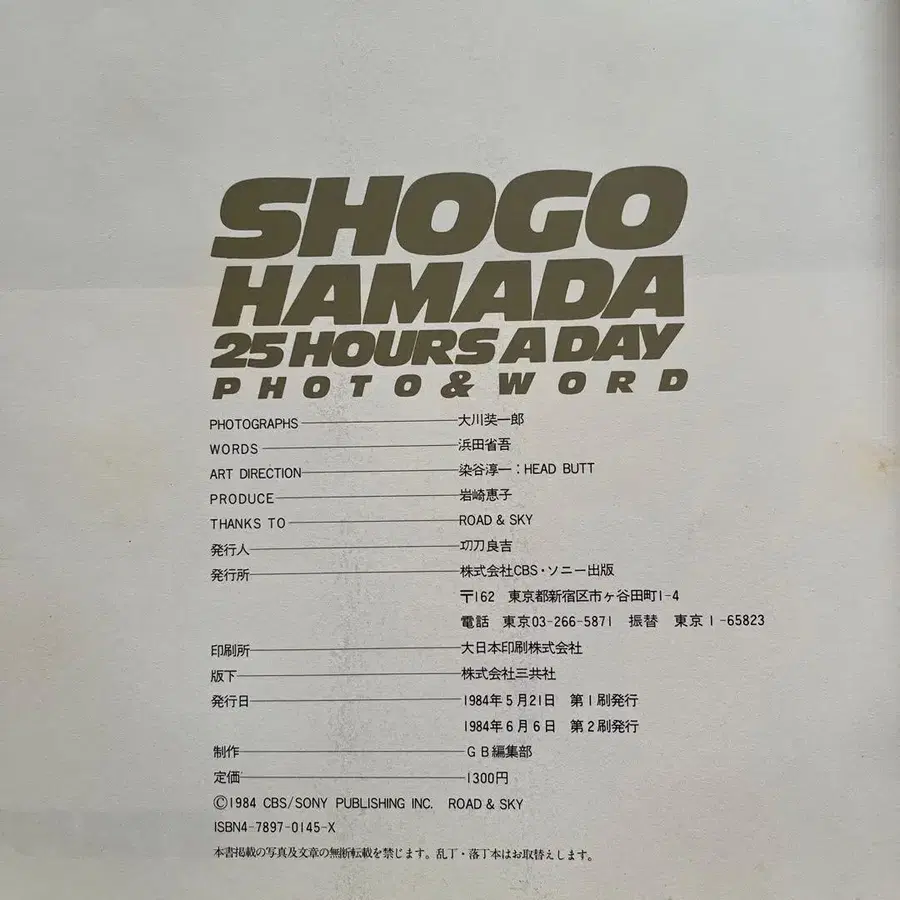 SHOGO
HAMADA
25 HOURS A DAY
PHOTO & WORD
PHOTOGRAPHS 大川奘一郎
WORDS 浜田省吾
ART DIRECTION 染谷淳一：HEAD BUTT
PRODUCE 岩崎恵子
THANKS TO ROAD & SKY
発行人 功刀良吉
発行所 株式会社CBS・ソニー出版
〒162 東京都新宿区市ヶ谷田町1-4
電話 東京03-266-5871 振替 東京1-65823
印刷所 大日本印刷株式会社
版下 株式会社三共社
発行日 1984年5月21日 第1刷発行
1984年6月6日 第2刷発行
制作 GB編集部
定価 1300円
©1984 CBS/SONY PUBLISHING INC. ROAD & SKY
ISBN4-7897-0145-X
本書掲載の写真及文章の無断転載を禁じます。乱丁・落丁本はお取替えします。